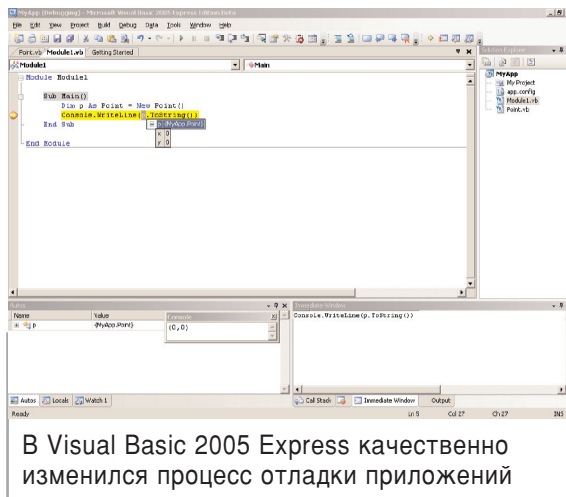 MyApp (Debugging) - Microsoft Visual Basic 2005 Express Edition Beta
File Edit View Project Build Debug Data Tools Window Help
Point.vb Module1.vb Getting Started
Solution Explorer
Module1
Main
MyApp
My Project
app.config
Module1.vb
Point.vb
Module Module1
Sub Main()
Dim p As Point = New Point()
Console.WriteLine(p.ToString())
End Sub
p {MyApp.Point}
x 0
y 0
End Module
Autos
Immediate Window
Name Value
p {MyApp.Point}
Console
(0,0)
Console.WriteLine(p.ToString())
Autos Locals Watch 1
Call Stack Immediate Window Output
Ready Ln 5 Col 27 Ch 27 INS
В Visual Basic 2005 Express качественно
изменился процесс отладки приложений